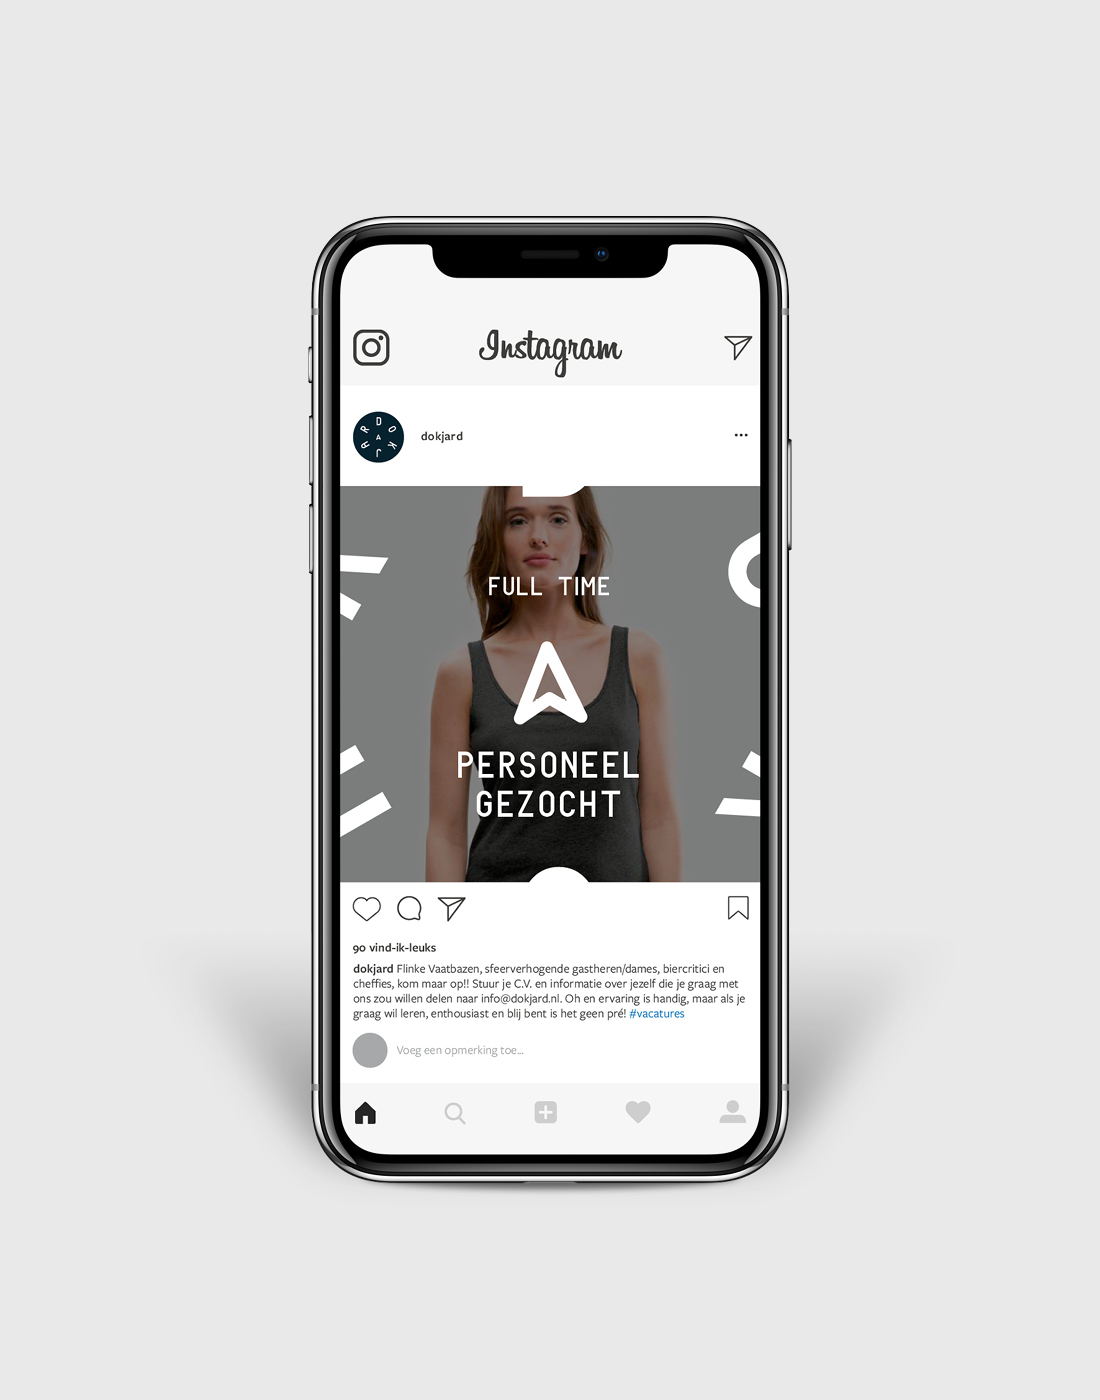 Instagram
D O K J A R
A
dokjard
FULL TIME
A
PERSONEEL
GEZOCHT
90 vind-ik-leuks
dokjard Flinke Vaatbazen, sfeerverhogende gastheren/dames, biercritici en
cheffies, kom maar op!! Stuur je C.V. en informatie over jezelf die je graag met
ons zou willen delen naar info@dokjard.nl. Oh en ervaring is handig, maar als je
graag wil leren, enthousiast en blij bent is het geen pré! #vacatures
Voeg een opmerking toe...